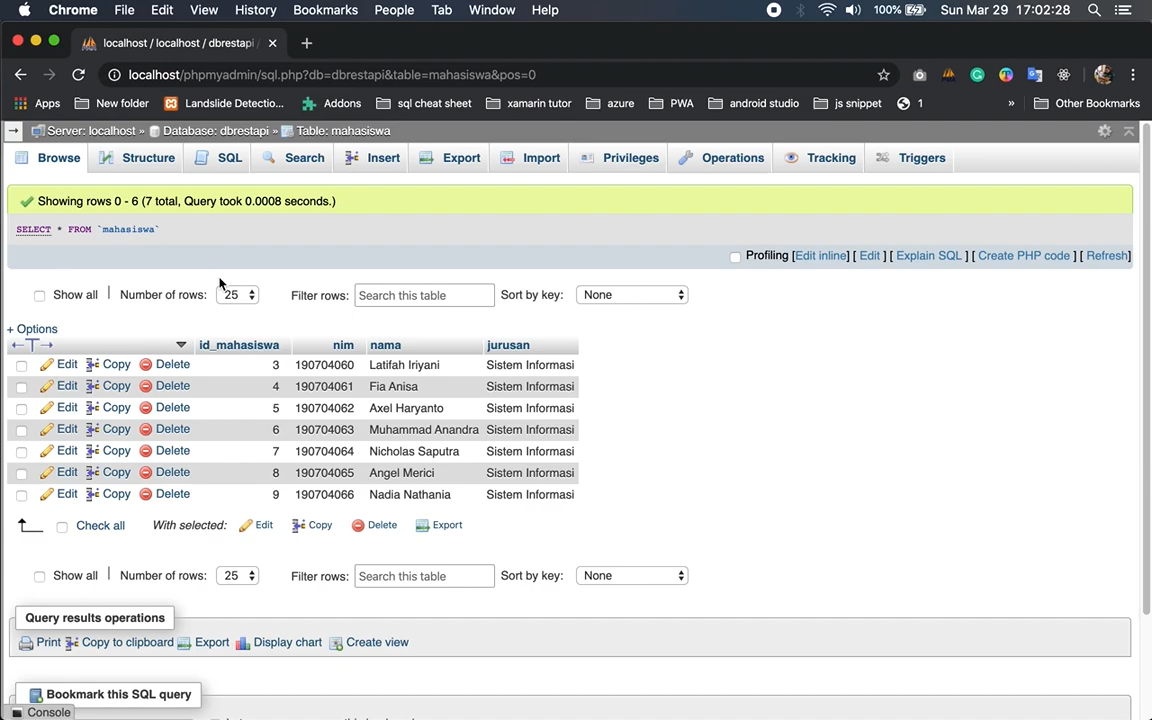 Chrome File Edit View History Bookmarks People Tab Window Help 100% Sun Mar 29 17:02:28
localhost / localhost / dbrestapi
localhost/phpmyadmin/sql.php?db=dbrestapi&table=mahasiswa&pos=0
Apps New folder Landslide Detectio... Addons sql cheat sheet xamarin tutor azure PWA android studio js snippet 1 » Other Bookmarks
Server: localhost » Database: dbrestapi » Table: mahasiswa
Browse Structure SQL Search Insert Export Import Privileges Operations Tracking Triggers
Showing rows 0 - 6 (7 total, Query took 0.0008 seconds.)
SELECT * FROM `mahasiswa`
Profiling [Edit inline] [ Edit ] [ Explain SQL ] [ Create PHP code ] [ Refresh]
Show all | Number of rows: 25 Filter rows: Search this table Sort by key: None
+ Options
←T→ id_mahasiswa nim nama jurusan
Edit Copy Delete 3 190704060 Latifah Iriyani Sistem Informasi
Edit Copy Delete 4 190704061 Fia Anisa Sistem Informasi
Edit Copy Delete 5 190704062 Axel Haryanto Sistem Informasi
Edit Copy Delete 6 190704063 Muhammad Anandra Sistem Informasi
Edit Copy Delete 7 190704064 Nicholas Saputra Sistem Informasi
Edit Copy Delete 8 190704065 Angel Merici Sistem Informasi
Edit Copy Delete 9 190704066 Nadia Nathania Sistem Informasi
Check all With selected: Edit Copy Delete Export
Show all | Number of rows: 25 Filter rows: Search this table Sort by key: None
Query results operations
Print Copy to clipboard Export Display chart Create view
Bookmark this SQL query
Console